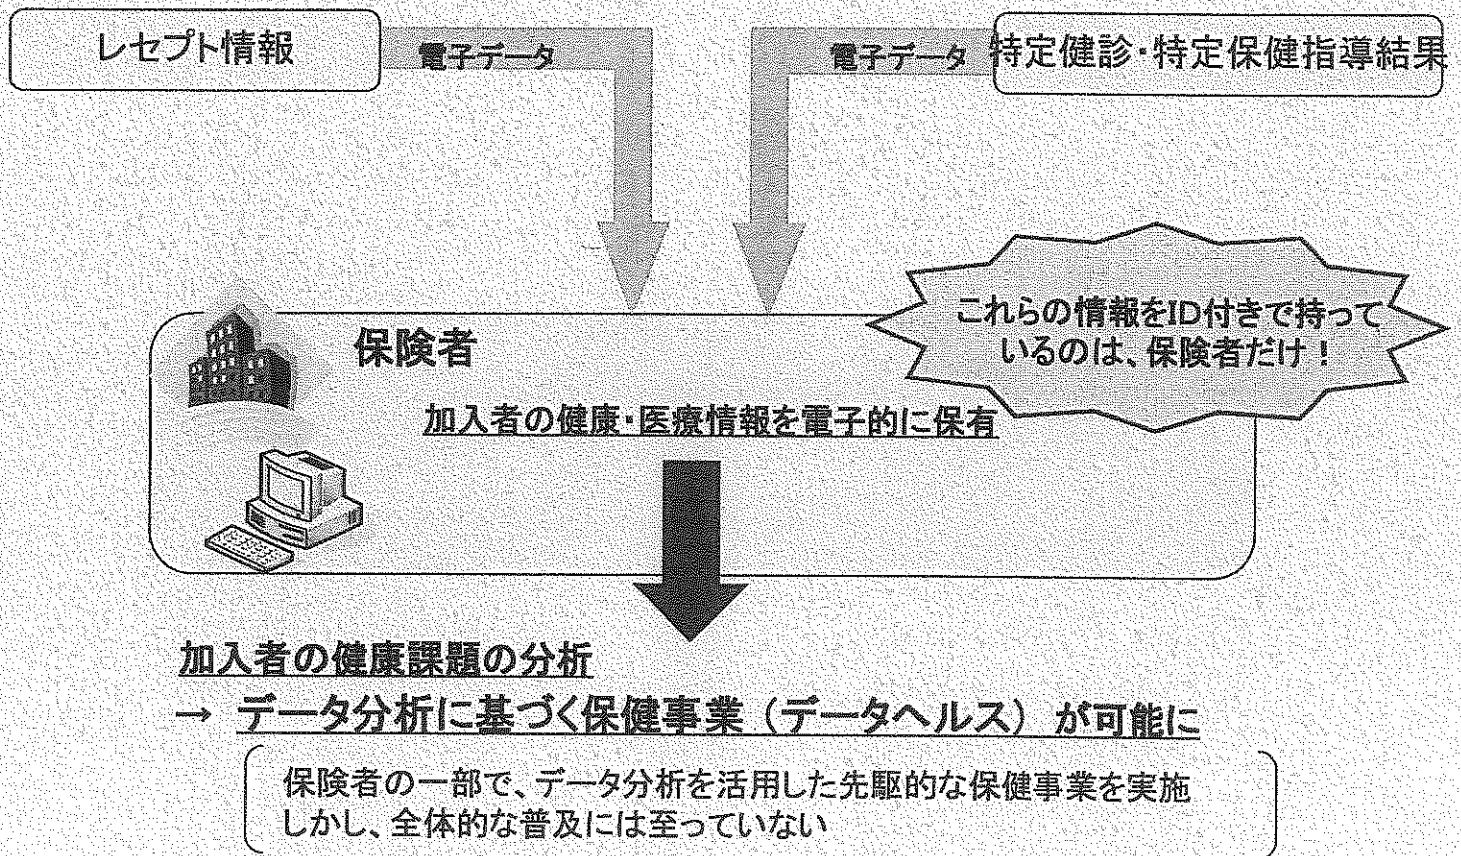 レセプト情報
電子データ
電子データ
特定健診・特定保健指導結果
これらの情報をID付きで持って
いるのは、保険者だけ！
保険者
加入者の健康・医療情報を電子的に保有
加入者の健康課題の分析
→ データ分析に基づく保健事業（データヘルス）が可能に
保険者の一部で、データ分析を活用した先駆的な保健事業を実施
しかし、全体的な普及には至っていない